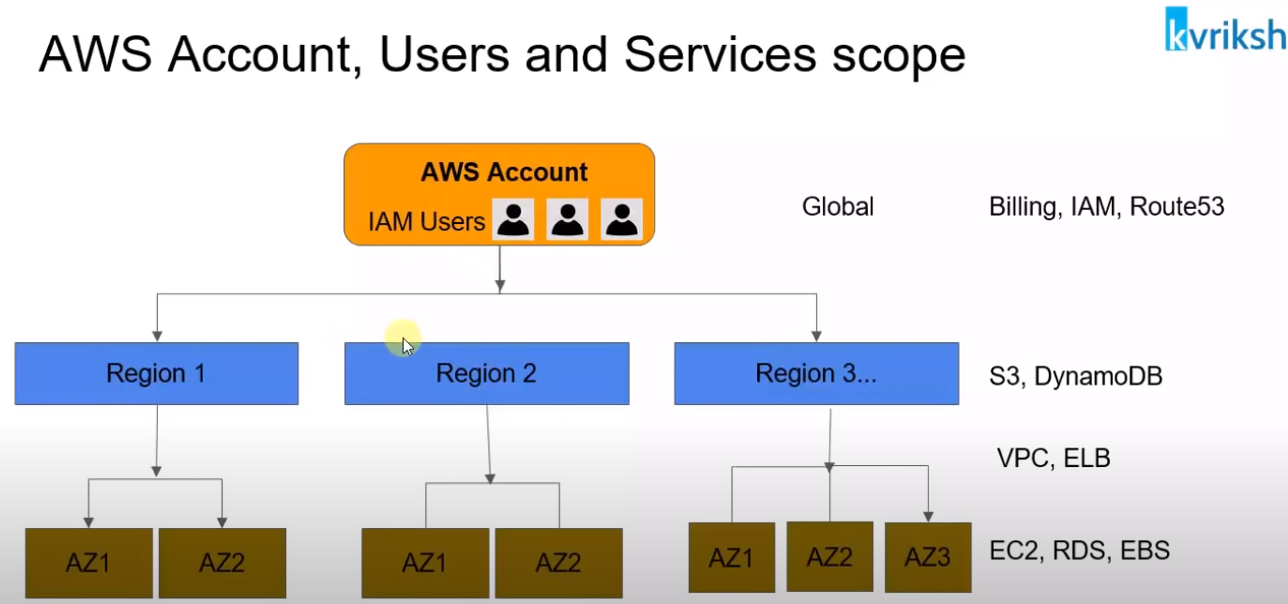 kvriksh
AWS Account, Users and Services scope
AWS Account
IAM Users
Global
Billing, IAM, Route53
Region 1
Region 2
Region 3...
S3, DynamoDB
VPC, ELB
AZ1
AZ2
AZ1
AZ2
AZ1
AZ2
AZ3
EC2, RDS, EBS